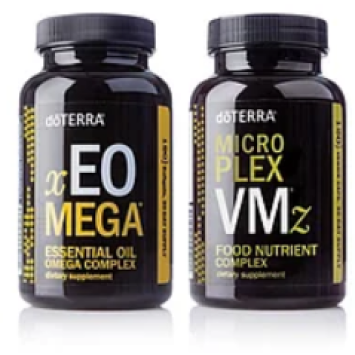 dōTERRA
xEO
MEGA®
ESSENTIAL OIL
OMEGA COMPLEX
dietary supplement
dōTERRA
MICRO
PLEX
VMz
FOOD NUTRIENT
COMPLEX
dietary supplement